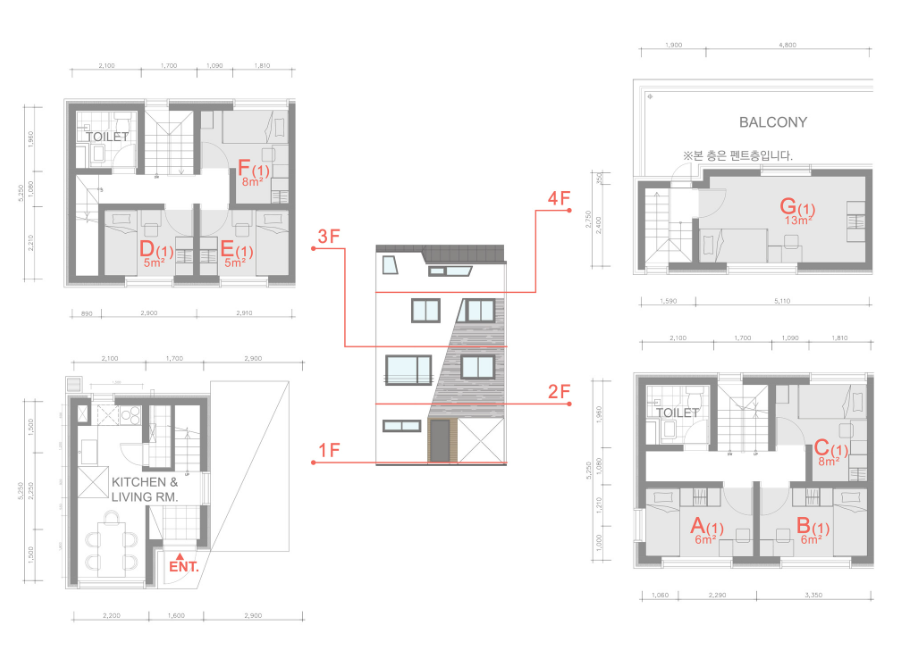 2,100 1,700 1,090 1,810
1,960
1,080
2,210
5,250
TOILET
F(1)
8m²
D(1)
5m²
E(1)
5m²
890 2,900 2,910
3F
4F
1,900 4,800
BALCONY
※본 층은 펜트층입니다.
G(1)
13m²
350
2,400
2,750
1,590 5,110
2,100 1,700 2,900
1,500
2,250
1,500
5,250
KITCHEN &
LIVING RM.
ENT.
2,200 1,600 2,900
1F
2F
2,100 1,700 1,090 1,810
1,960
1,080
1,210
1,000
5,250
TOILET
C(1)
8m²
A(1)
6m²
B(1)
6m²
1,060 2,290 3,350